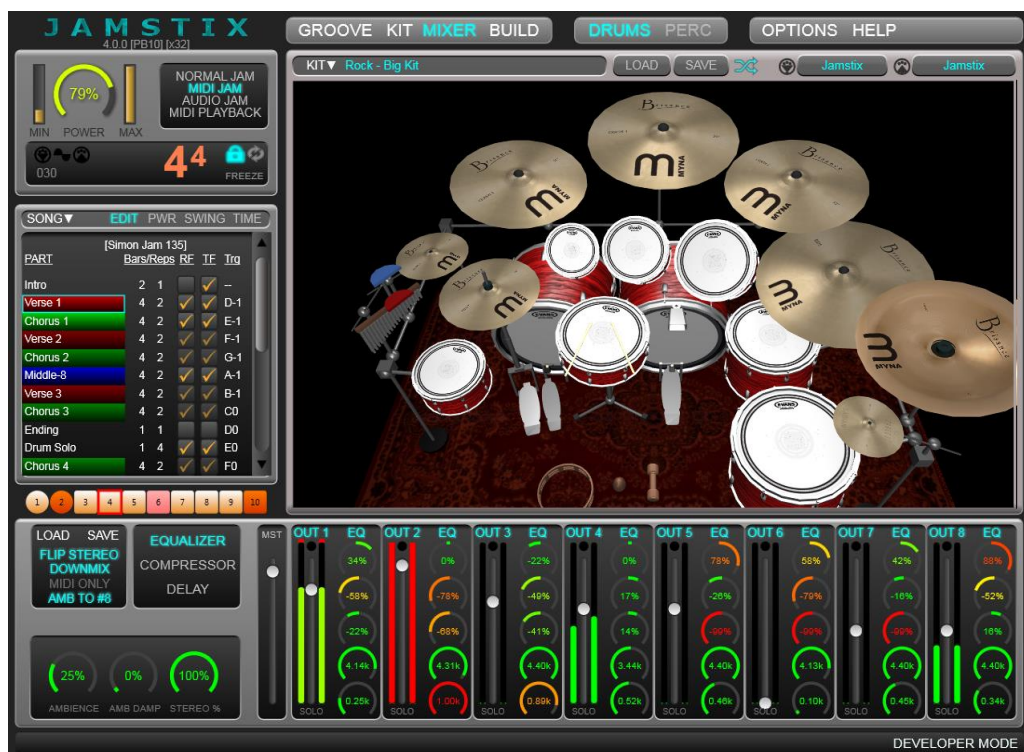 JAMSTIX
4.0.0 [PB10] [x32]
GROOVE KIT MIXER BUILD
DRUMS PERC
OPTIONS HELP
KIT▼ Rock - Big Kit
LOAD SAVE
Jamstix
Jamstix
79%
MIN POWER MAX
NORMAL JAM
MIDI JAM
AUDIO JAM
MIDI PLAYBACK
030
44
FREEZE
SONG▼ EDIT PWR SWING TIME
[Simon Jam 135]
PART Bars/Reps RF TF Trg
Intro 2 1 --
Verse 1 4 2 D-1
Chorus 1 4 2 E-1
Verse 2 4 2 F-1
Chorus 2 4 2 G-1
Middle-8 4 2 A-1
Verse 3 4 2 B-1
Chorus 3 4 2 C0
Ending 1 1 D0
Drum Solo 1 4 E0
Chorus 4 4 2 F0
1 2 3 4 5 6 7 8 9 10
Brilliance
MYNA
MYNA
MYNA
MYNA
MYNA
EVANS
LOAD SAVE
FLIP STEREO
DOWNMIX
MIDI ONLY
AMB TO #8
EQUALIZER
COMPRESSOR
DELAY
25% 0% 100%
AMBIENCE AMB DAMP STEREO %
MST
OUT 1 EQ OUT 2 EQ OUT 3 EQ OUT 4 EQ OUT 5 EQ OUT 6 EQ OUT 7 EQ OUT 8 EQ
34% 0% -22% 0% 78% 58% 42% 88%
-58% -78% -49% 17% -26% -79% -16% -52%
-22% -68% -41% 14% -99% -99% -99% 16%
4.14k 4.31k 4.40k 3.44k 4.40k 4.13k 4.40k 4.40k
0.25k 1.00k 0.89k 0.52k 0.46k 0.10k 0.45k 0.34k
SOLO SOLO SOLO SOLO SOLO SOLO SOLO SOLO
DEVELOPER MODE